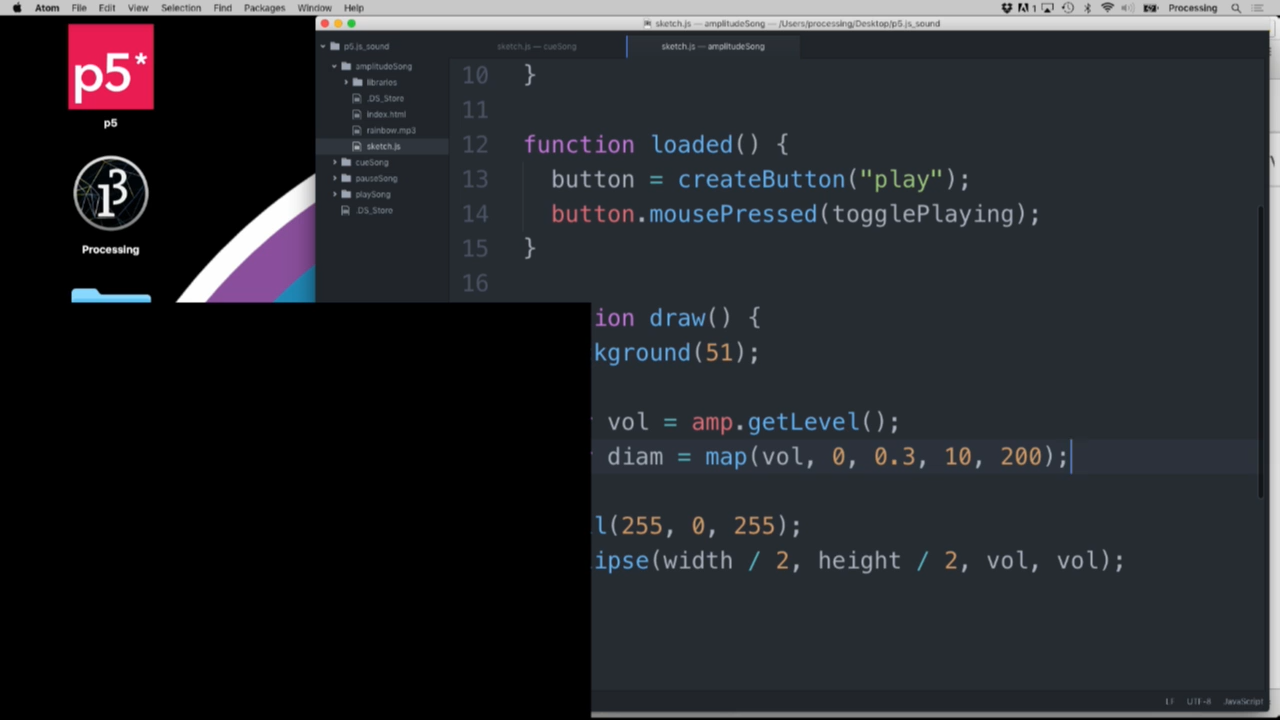 Atom File Edit View Selection Find Packages Window Help 1 Processing
sketch.js — amplitudeSong — /Users/processing/Desktop/p5.js_sound
p5.js_sound
sketch.js — cueSong
sketch.js — amplitudeSong
amplitudeSong
libraries
.DS_Store
index.html
rainbow.mp3
sketch.js
cueSong
pauseSong
playSong
.DS_Store
p5*
p5
Processing
10 }
11
12 function loaded() {
13 button = createButton("play");
14 button.mousePressed(togglePlaying);
15 }
16
ion draw() {
kground(51);
vol = amp.getLevel();
diam = map(vol, 0, 0.3, 10, 200);
l(255, 0, 255);
ipse(width / 2, height / 2, vol, vol);
LF UTF-8 JavaScript